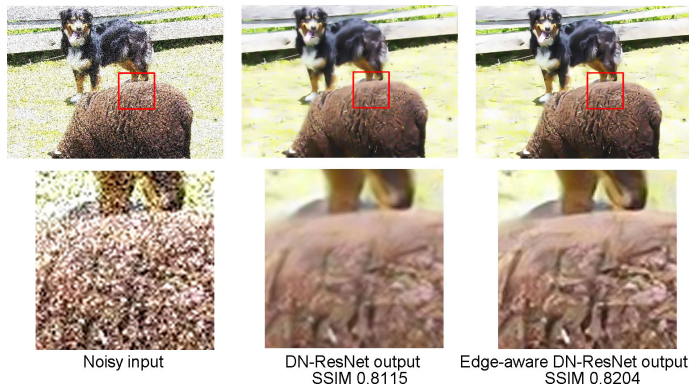 Noisy input
DN-ResNet output
SSIM 0.8115
Edge-aware DN-ResNet output
SSIM 0.8204